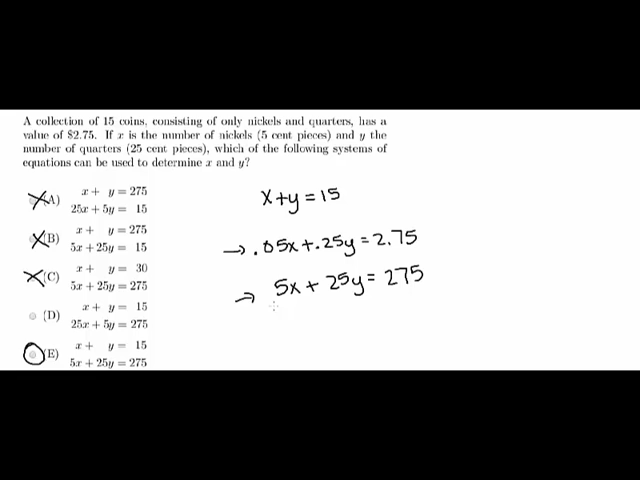 A collection of 15 coins, consisting of only nickels and quarters, has a
value of $2.75. If x is the number of nickels (5 cent pieces) and y the
number of quarters (25 cent pieces), which of the following systems of
equations can be used to determine x and y?
(A) x + y = 275
25x + 5y = 15
(B) x + y = 275
5x + 25y = 15
(C) x + y = 30
5x + 25y = 275
(D) x + y = 15
25x + 5y = 275
(E) x + y = 15
5x + 25y = 275
x+y=15
→ .05x+.25y=2.75
→ 5x+25y=275